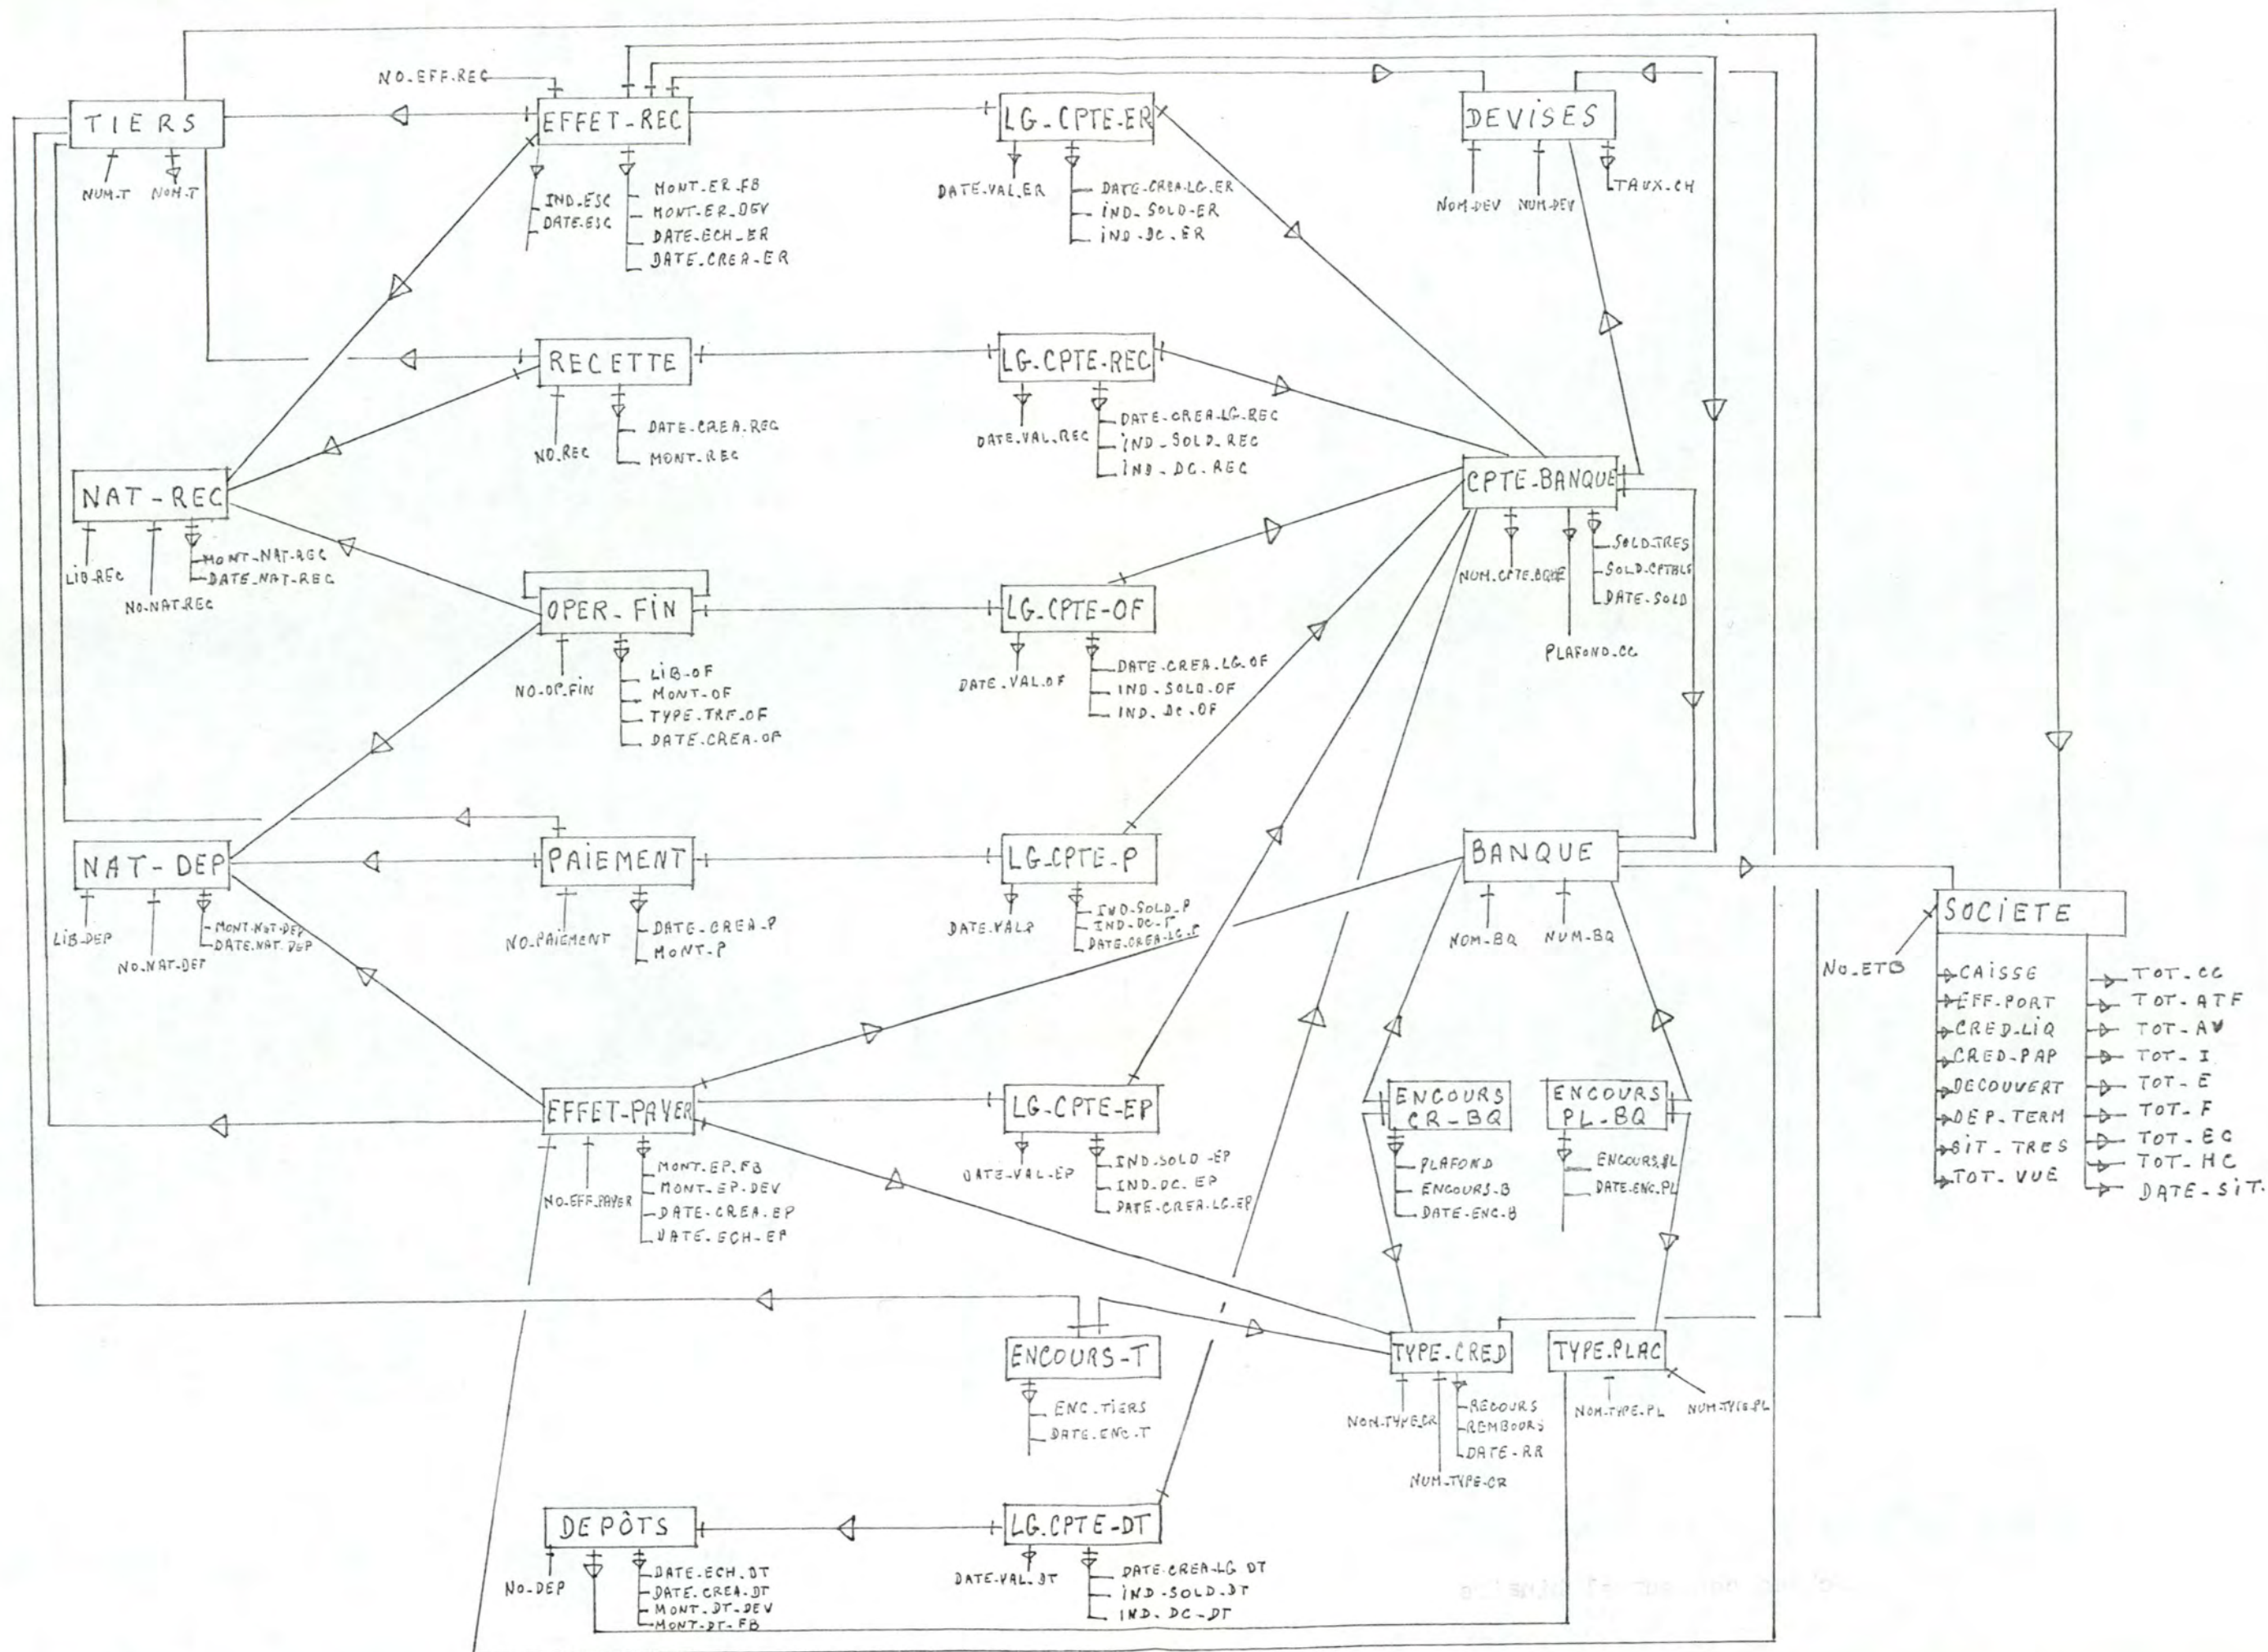 NO-EFF-REC
TIERS
NUM-T
NOM-T
EFFET-REC
IND-ESC
DATE-ESC
MONT-ER-FB
MONT-ER-DEV
DATE-ECH-ER
DATE-CREA-ER
LG-CPTE-ER
DATE-VAL-ER
DATE-CREA-LG-ER
IND-SOLD-ER
IND-DC-ER
DEVISES
NOM-DEV
NUM-DEV
TAUX-CH
RECETTE
NO-REC
DATE-CREA-REC
MONT-REC
LG-CPTE-REC
DATE-VAL-REC
DATE-CREA-LG-REC
IND-SOLD-REC
IND-DC-REC
NAT-REC
LIB-REC
NO-NAT-REC
MONT-NAT-REC
DATE-NAT-REC
CPTE-BANQUE
NUM-CPTE-BQUE
PLAFOND-CC
SOLD-TRES
SOLD-CPTBLE
DATE-SOLD
OPER-FIN
NO-OP-FIN
LIB-OF
MONT-OF
TYPE-TRF-OF
DATE-CREA-OF
LG-CPTE-OF
DATE-VAL-OF
DATE-CREA-LG-OF
IND-SOLD-OF
IND-DC-OF
NAT-DEP
LIB-DEP
NO-NAT-DEP
MONT-NAT-DEP
DATE-NAT-DEP
PAIEMENT
NO-PAIEMENT
DATE-CREA-P
MONT-P
LG-CPTE-P
DATE-VAL-P
IND-SOLD-P
IND-DC-P
DATE-CREA-LG-P
BANQUE
NOM-BQ
NUM-BQ
SOCIETE
NO-ETB
CAISSE
EFF-PORT
CRED-LIQ
CRED-PAP
DECOUVERT
DEP-TERM
SIT-TRES
TOT-VUE
TOT-CC
TOT-ATF
TOT-AV
TOT-I
TOT-E
TOT-F
TOT-EC
TOT-HC
DATE-SIT.
EFFET-PAYER
NO-EFF-PAYER
MONT-EP-FB
MONT-EP-DEV
DATE-CREA-EP
DATE-ECH-EP
LG-CPTE-EP
DATE-VAL-EP
IND-SOLD-EP
IND-DC-EP
DATE-CREA-LG-EP
ENCOURS
CR-BQ
PLAFOND
ENCOURS-B
DATE-ENC-B
ENCOURS
PL-BQ
ENCOURS-PL
DATE-ENC-PL
ENCOURS-T
ENC-TIERS
DATE-ENC-T
TYPE-CRED
NOM-TYPE-CR
NUM-TYPE-CR
RECOURS
REMBOURS
DATE-RR
TYPE-PLAC
NOM-TYPE-PL
NUM-TYPE-PL
DEPÔTS
NO-DEP
DATE-ECH-DT
DATE-CREA-DT
MONT-DT-DEV
MONT-DT-FB
LG-CPTE-DT
DATE-VAL-DT
DATE-CREA-LG-DT
IND-SOLD-DT
IND-DC-DT